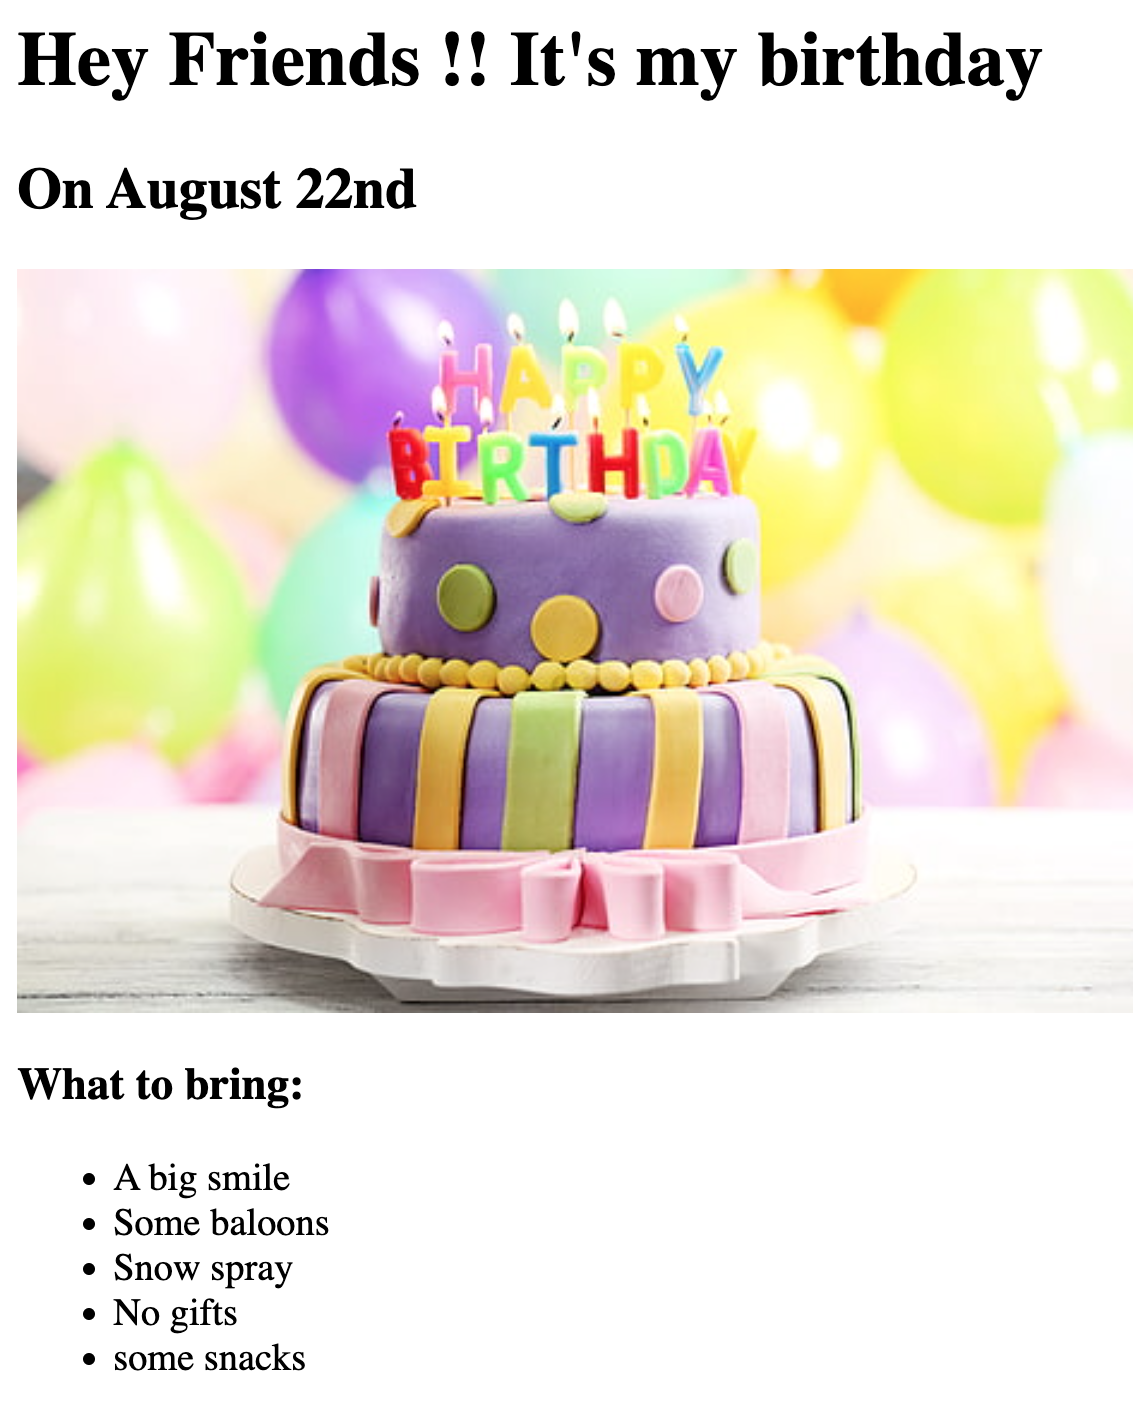 Hey Friends !! It's my birthday
On August 22nd
HAPPY
BIRTHDAY
What to bring:
A big smile
Some baloons
Snow spray
No gifts
some snacks